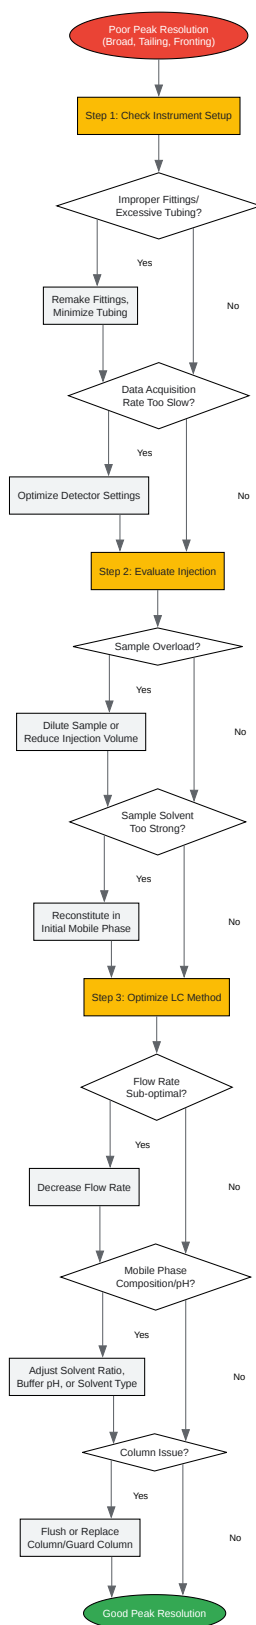 Poor Peak Resolution
(Broad, Tailing, Fronting)
Step 1: Check Instrument Setup
Improper Fittings/
Excessive Tubing?
Yes
Remake Fittings,
Minimize Tubing
No
Data Acquisition
Rate Too Slow?
Yes
Optimize Detector Settings
No
Step 2: Evaluate Injection
Sample Overload?
Yes
Dilute Sample or
Reduce Injection Volume
No
Sample Solvent
Too Strong?
Yes
Reconstitute in
Initial Mobile Phase
No
Step 3: Optimize LC Method
Flow Rate
Sub-optimal?
Yes
Decrease Flow Rate
No
Mobile Phase
Composition/pH?
Yes
Adjust Solvent Ratio,
Buffer pH, or Solvent Type
No
Column Issue?
Yes
Flush or Replace
Column/Guard Column
No
Good Peak Resolution